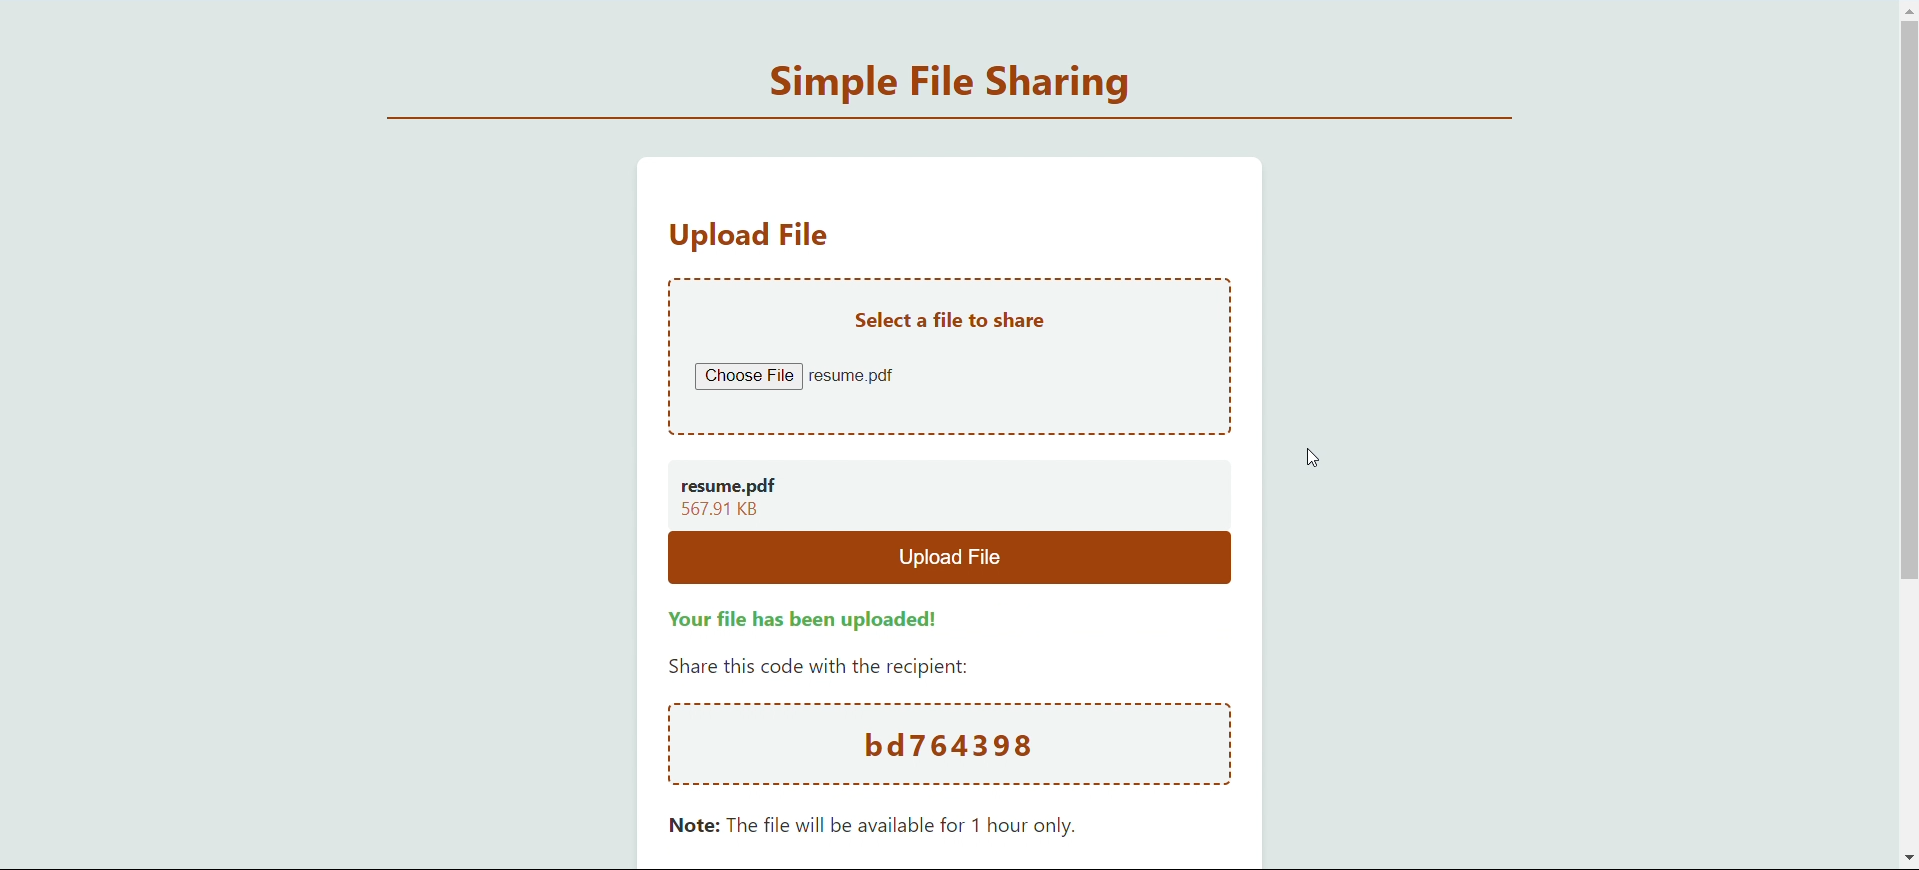 Simple File Sharing
Upload File
Select a file to share
Choose File resume.pdf
resume.pdf
567.91 KB
Upload File
Your file has been uploaded!
Share this code with the recipient:
bd764398
Note: The file will be available for 1 hour only.